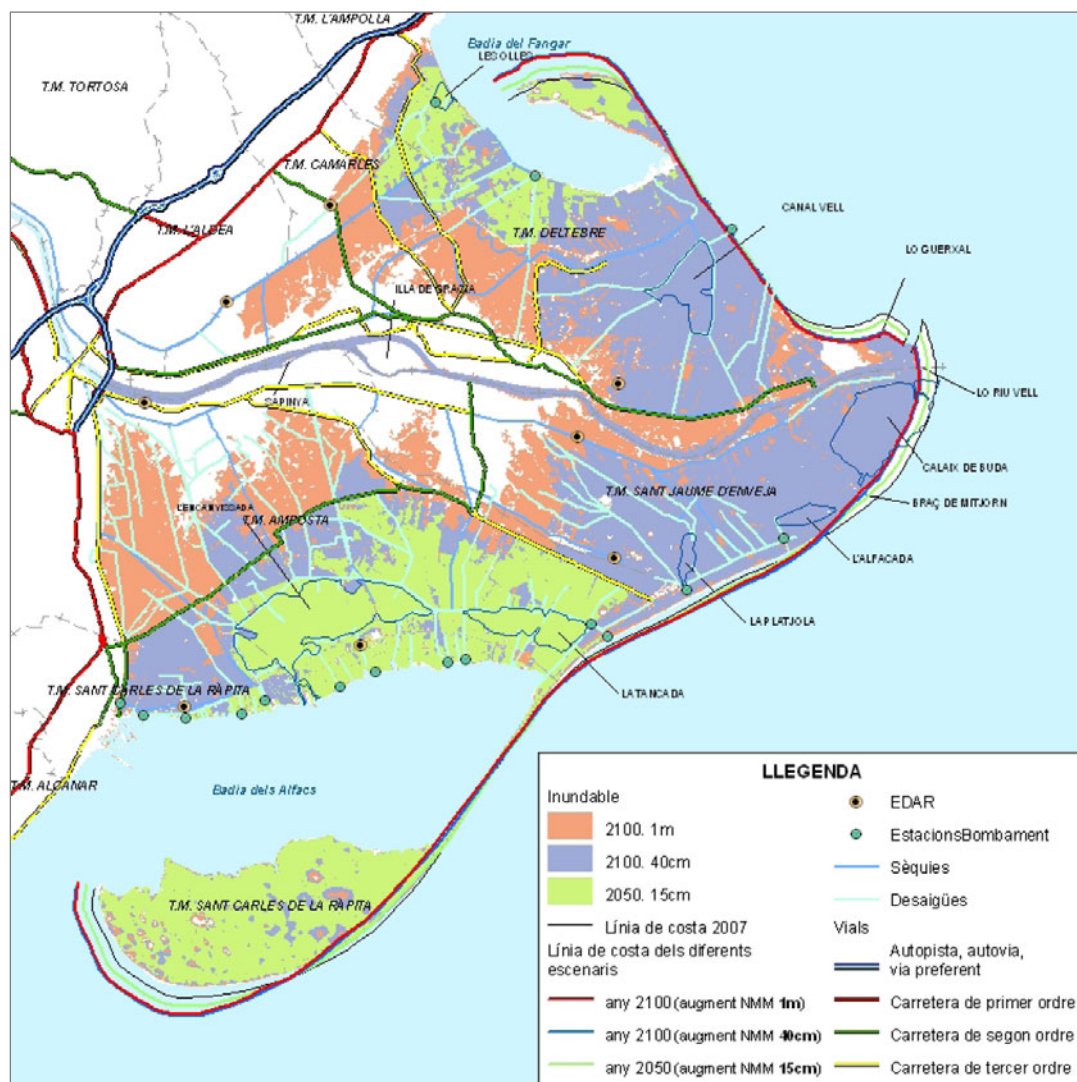 T.M. L'AMPOLLA
Badia del Fangar
LES OLLES
T.M. TORTOSA
T.M. CAMARLES
CANAL VELL
T.M. L'ALDEA
T.M. DELTEBRE
LO GUERXAL
ILLA DE GRÀCIA
LO RIU VELL
SAPINYA
CALAIX DE BUDA
T.M. SANT JAUME D'ENVEJA
BRAÇ DE MITJORN
L'ENCANYISSADA
T.M. AMPOSTA
L'ALFACADA
LA PLATJOLA
T.M. SANT CARLES DE LA RÀPITA
LA TANCADA
T.M. ALCANAR
Badia dels Alfacs
T.M. SANT CARLES DE LA RÀPITA
LLEGENDA
Inundable
2100. 1m
2100. 40cm
2050. 15cm
Línia de costa 2007
Línia de costa dels diferents
escenaris
any 2100 (augment NMM 1m)
any 2100 (augment NMM 40cm)
any 2050 (augment NMM 15cm)
EDAR
EstacionsBombament
Sèquies
Desaigües
Vials
Autopista, autovia,
via preferent
Carretera de primer ordre
Carretera de segon ordre
Carretera de tercer ordre